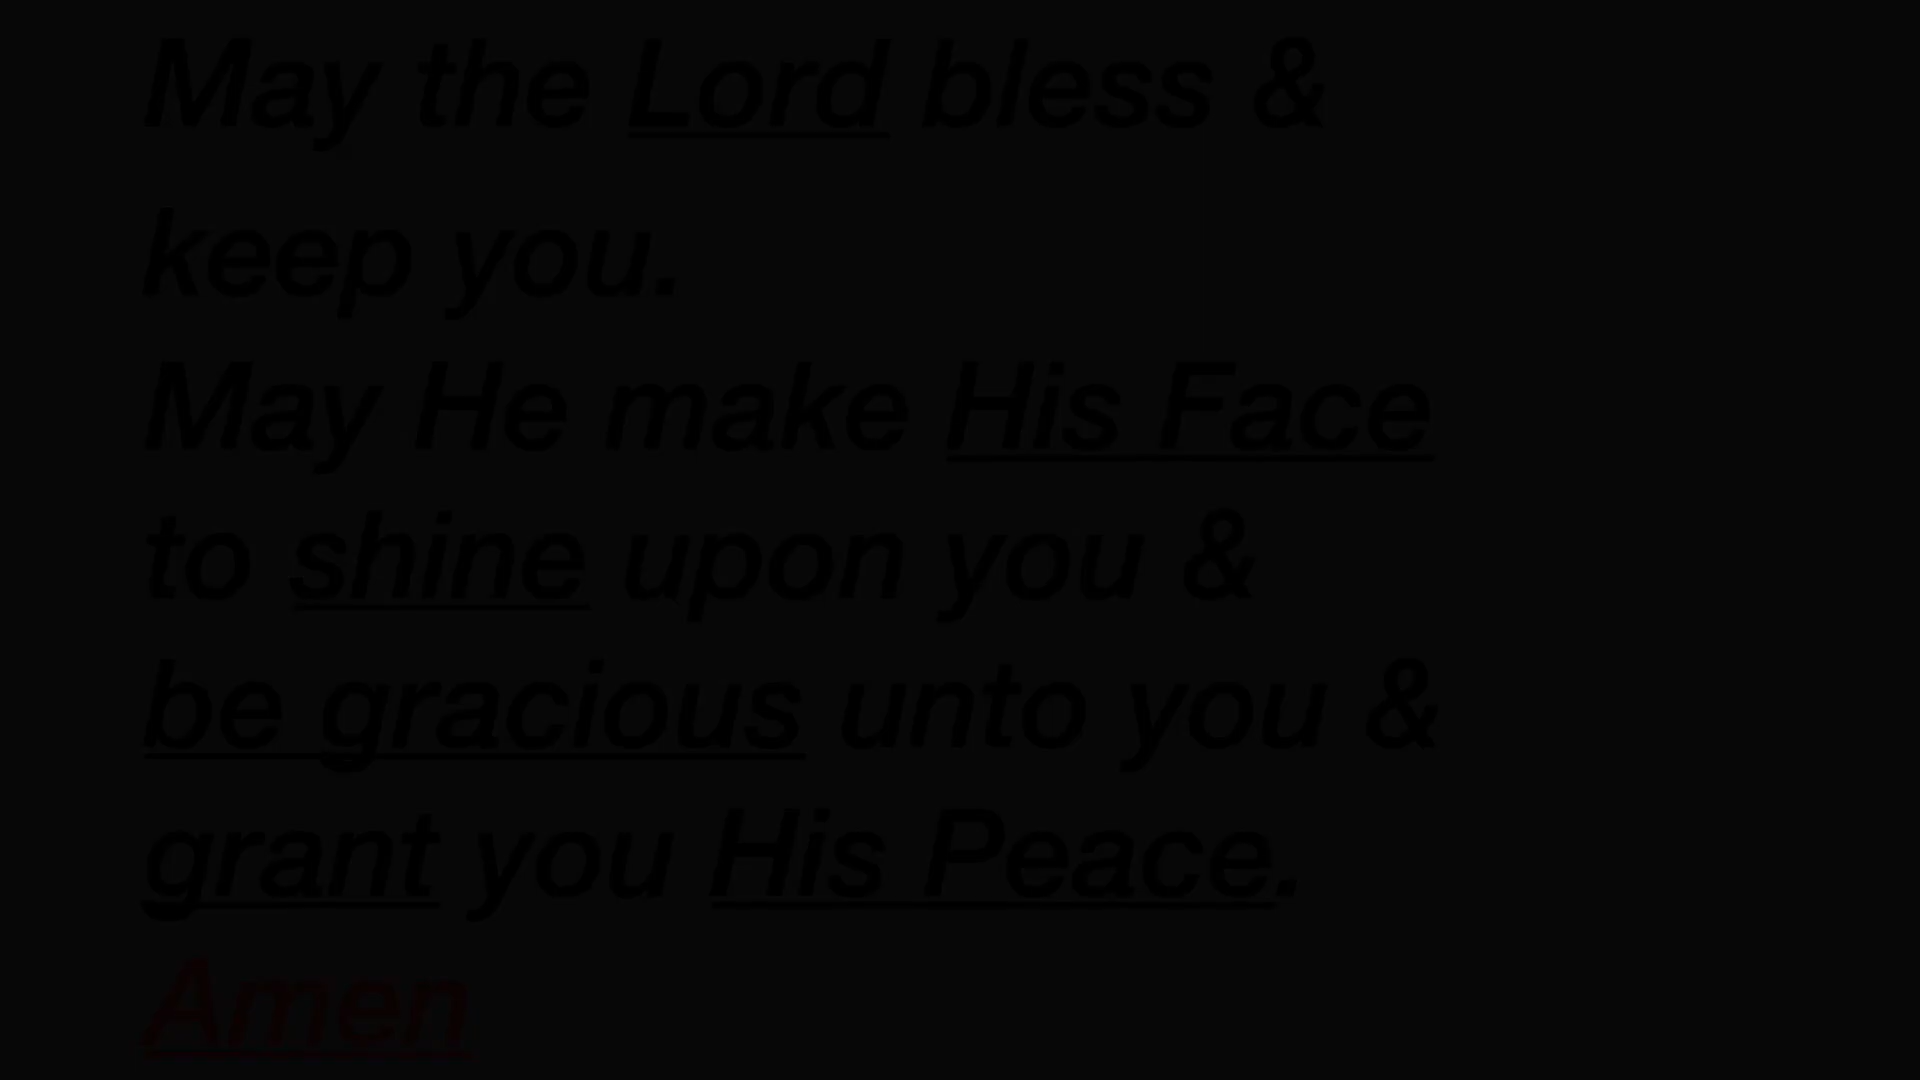 May the Lord bless &
keep you.
May He make His Face
to shine upon you &
be gracious unto you &
grant you His Peace.
Amen